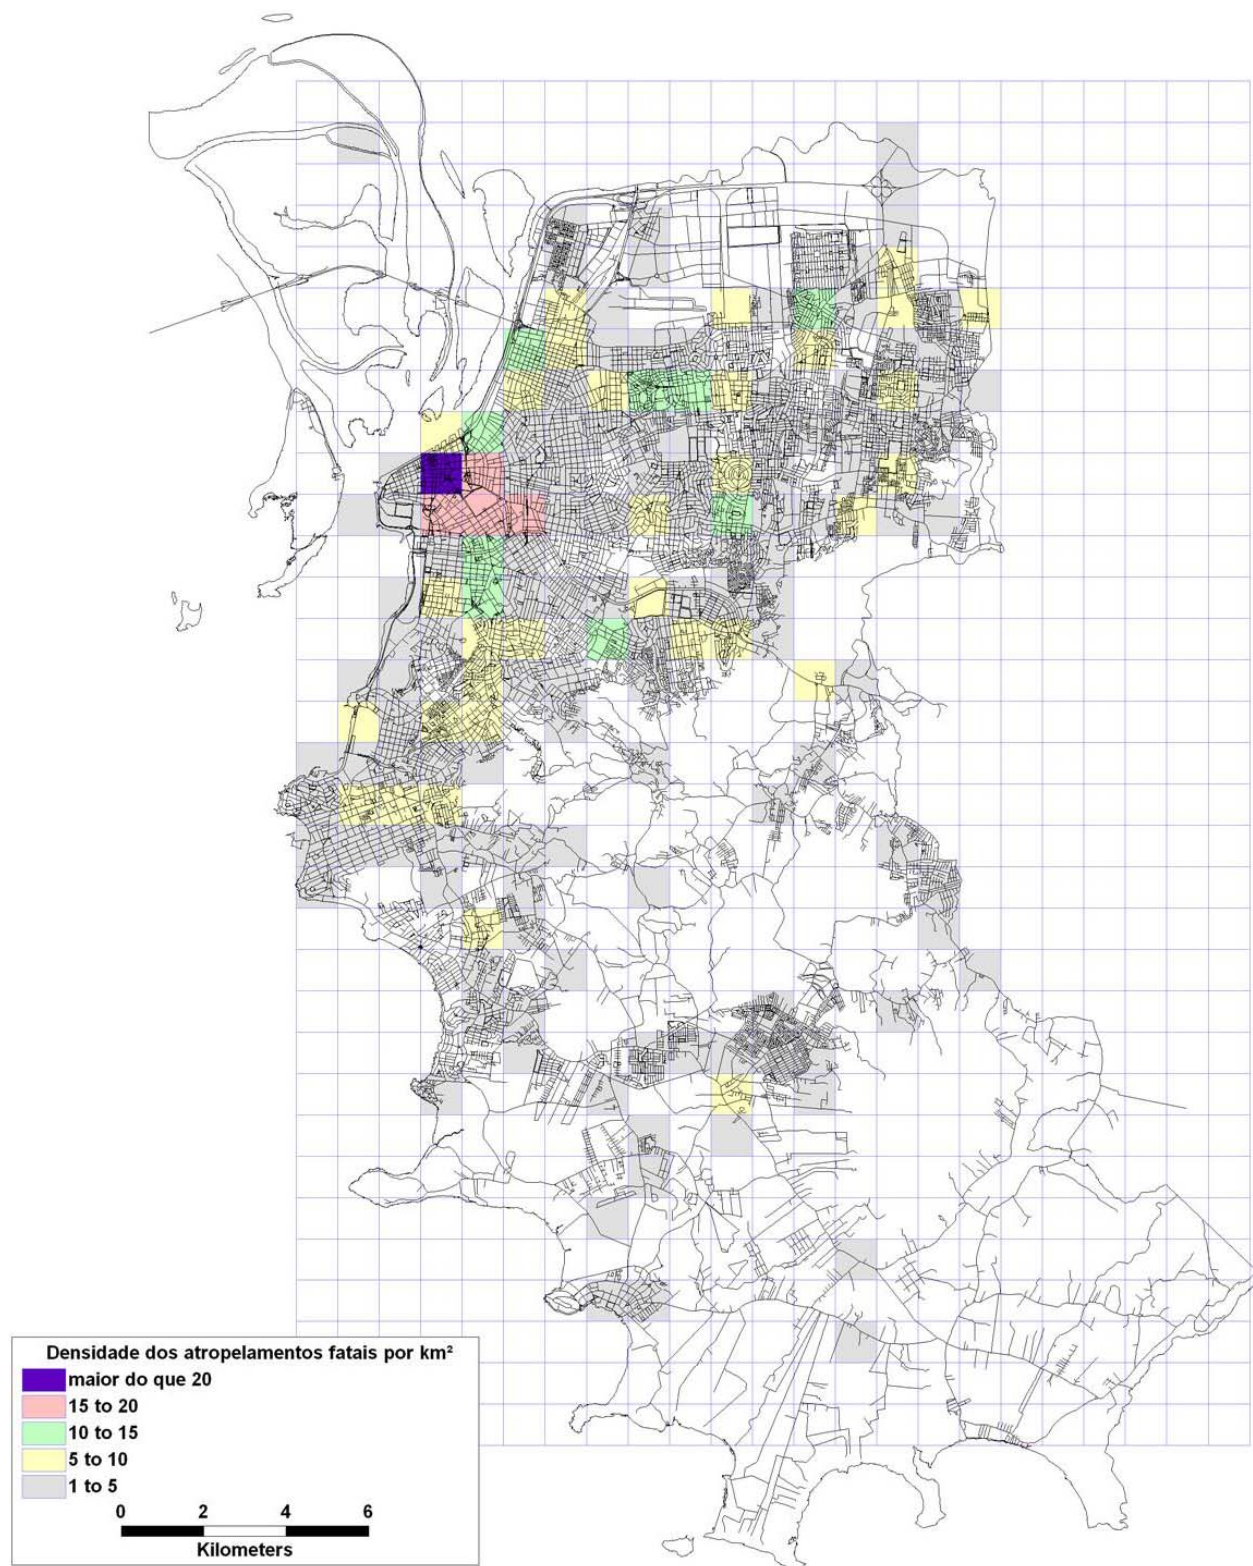 Densidade dos atropelamentos fatais por km²
maior do que 20
15 to 20
10 to 15
5 to 10
1 to 5
0 2 4 6
Kilometers